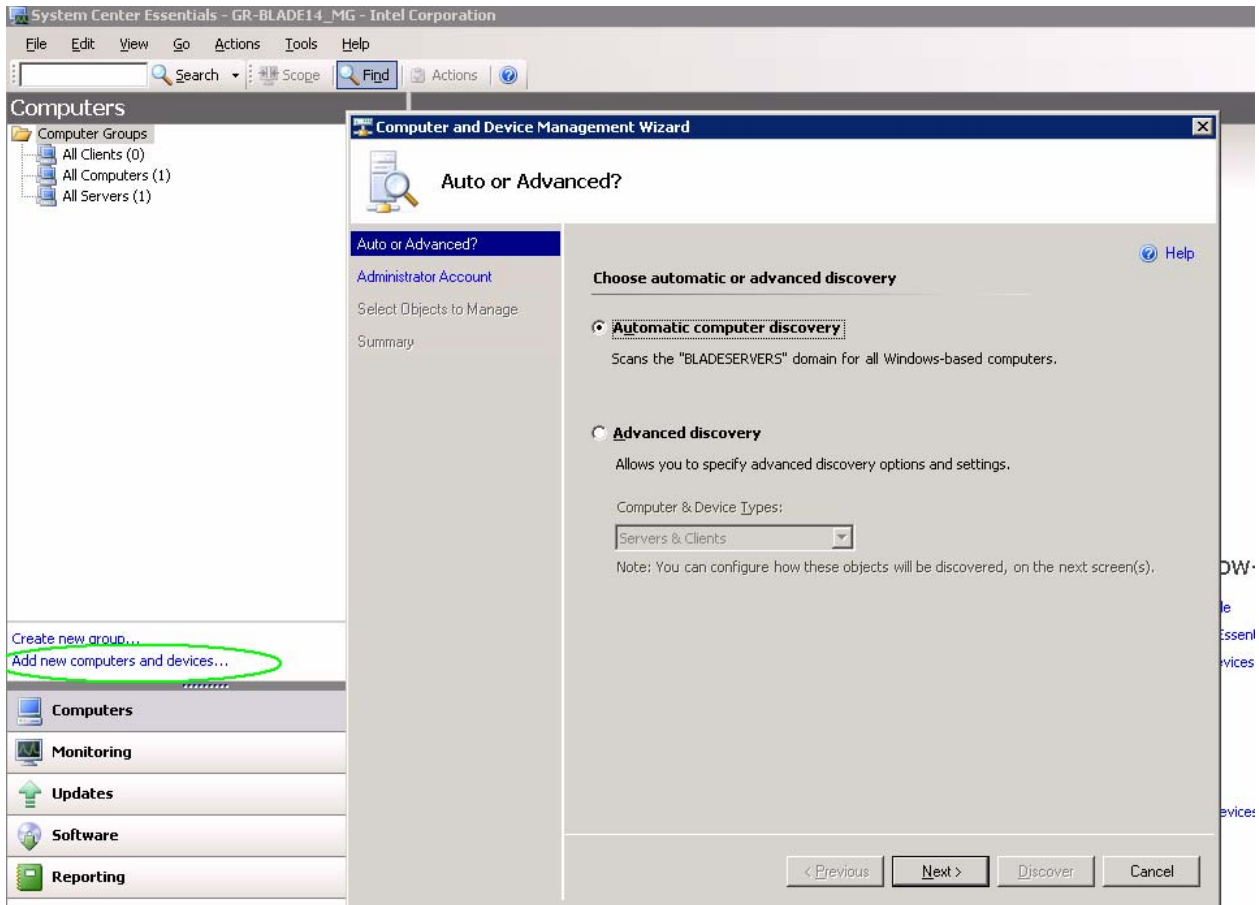 System Center Essentials - GR-BLADE14_MG - Intel Corporation
File Edit View Go Actions Tools Help
Search Scope Find Actions
Computers
Computer Groups
All Clients (0)
All Computers (1)
All Servers (1)
Create new group...
Add new computers and devices...
Computers
Monitoring
Updates
Software
Reporting
Computer and Device Management Wizard
Auto or Advanced?
Auto or Advanced?
Administrator Account
Select Objects to Manage
Summary
Help
Choose automatic or advanced discovery
Automatic computer discovery
Scans the "BLADESERVERS" domain for all Windows-based computers.
Advanced discovery
Allows you to specify advanced discovery options and settings.
Computer & Device Types:
Servers & Clients
Note: You can configure how these objects will be discovered, on the next screen(s).
< Previous Next > Discover Cancel